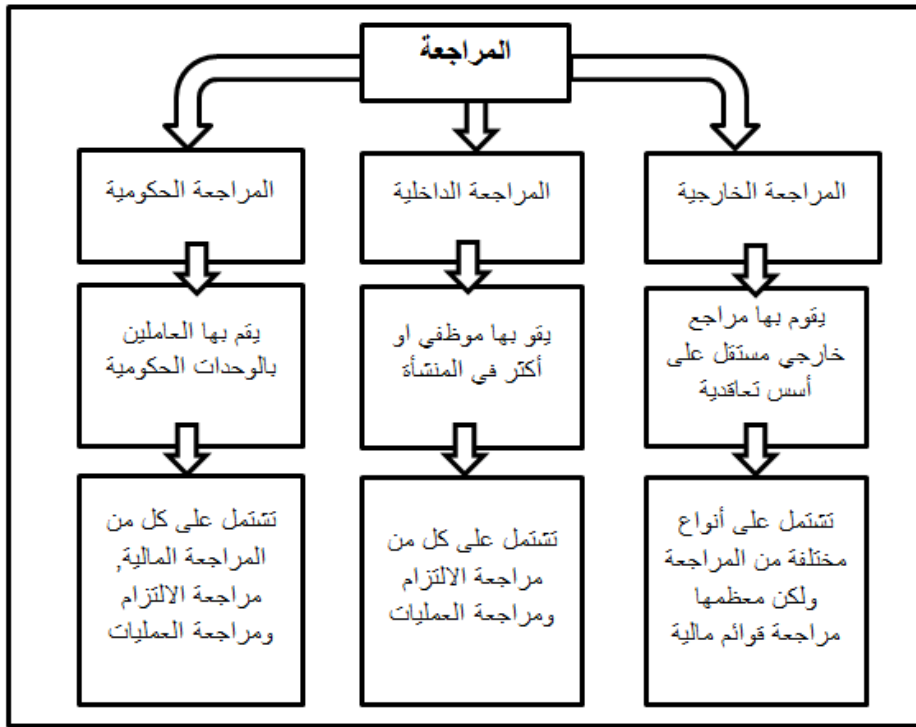 المراجعة
المراجعة الخارجية
المراجعة الداخلية
المراجعة الحكومية
يقوم بها مراجع
خارجي مستقل على
أسس تعاقدية
يقو بها موظفي او
أكثر في المنشأة
يقم بها العاملين
بالوحدات الحكومية
تشتمل على أنواع
مختلفة من المراجعة
ولكن معظمها
مراجعة قوائم مالية
تشتمل على كل من
مراجعة الالتزام
ومراجعة العمليات
تشتمل على كل من
المراجعة المالية,
مراجعة الالتزام
ومراجعة العمليات